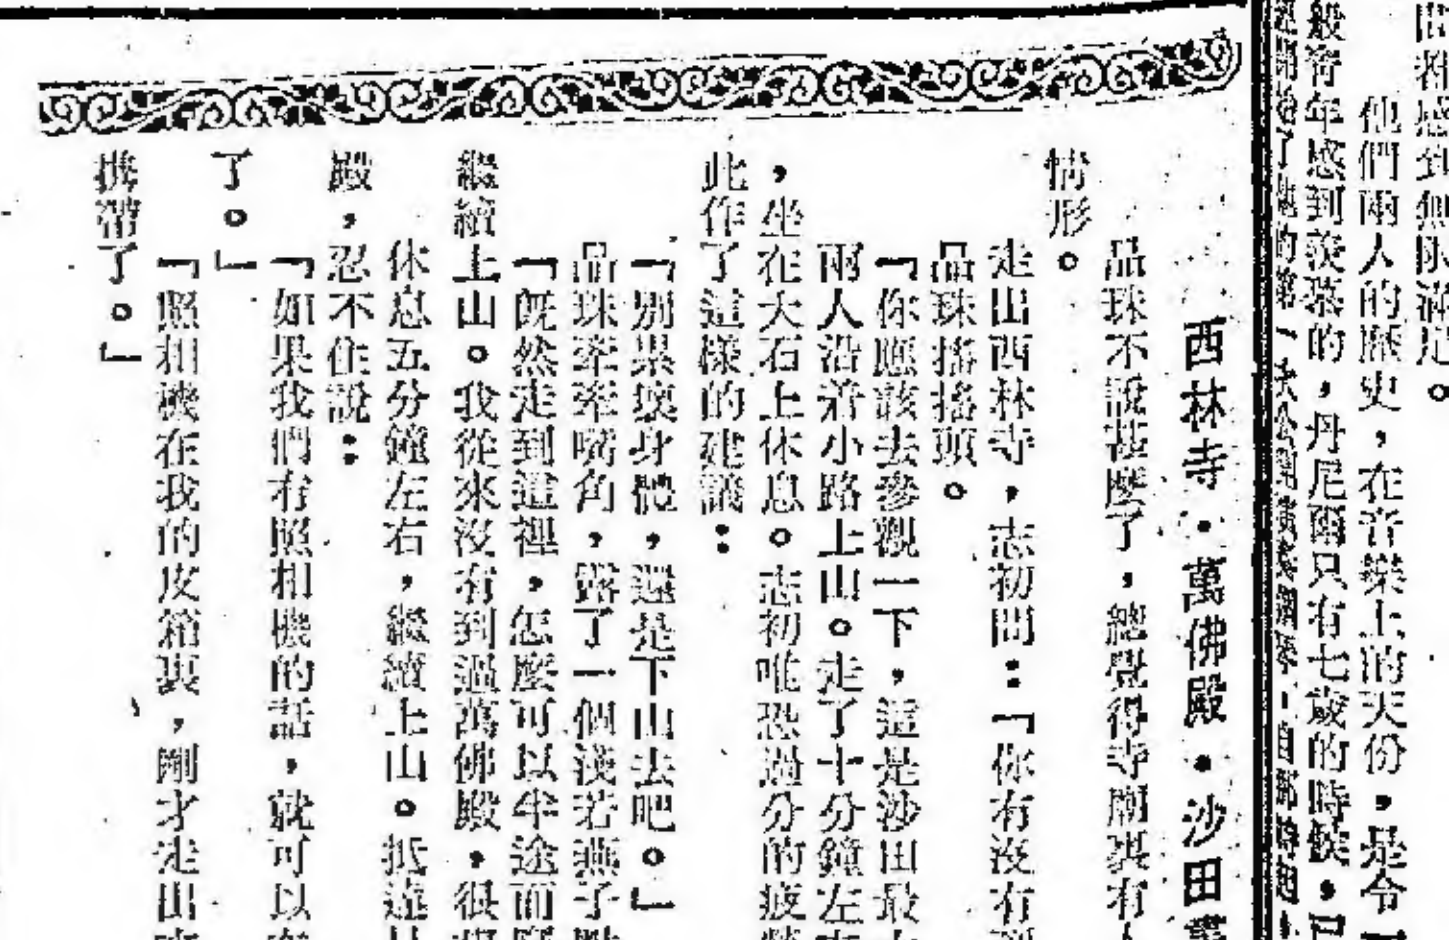 間都感到無限滿足。
他們兩人的歷史，在音樂上的天份，是令
般青年感到羨慕的，丹尼爾只有七歲的時候，已
西林寺・萬佛殿・沙田
品珠不說甚麼了，總覺得寺廟裏有
情形。
走出西林寺，志初問：「你有沒有
品珠搖搖頭。
「你應該去參觀一下，這是沙田最
兩人沿着小路上山。走了十分鐘左
，坐在大石上休息。志初唯恐過分的疲
此作了這樣的建議：
「別累壞身體，還是下山去吧。」
品珠牽牽嘴角，露了一個淺若燕子
「既然走到這裡，怎麼可以半途而
繼續上山。我從來沒有到過萬佛殿，很
休息五分鐘左右，繼續上山。抵達
殿，忍不住說：
「如果我們有照相機的話，就可以
了。」
「照相機在我的皮箱裏，剛才走出
携帶了。」